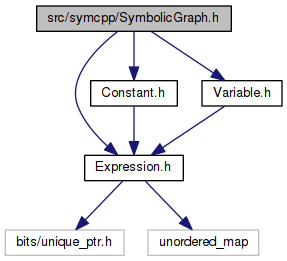 src/symcpp/SymbolicGraph.h
Constant.h
Variable.h
Expression.h
bits/unique_ptr.h
unordered_map